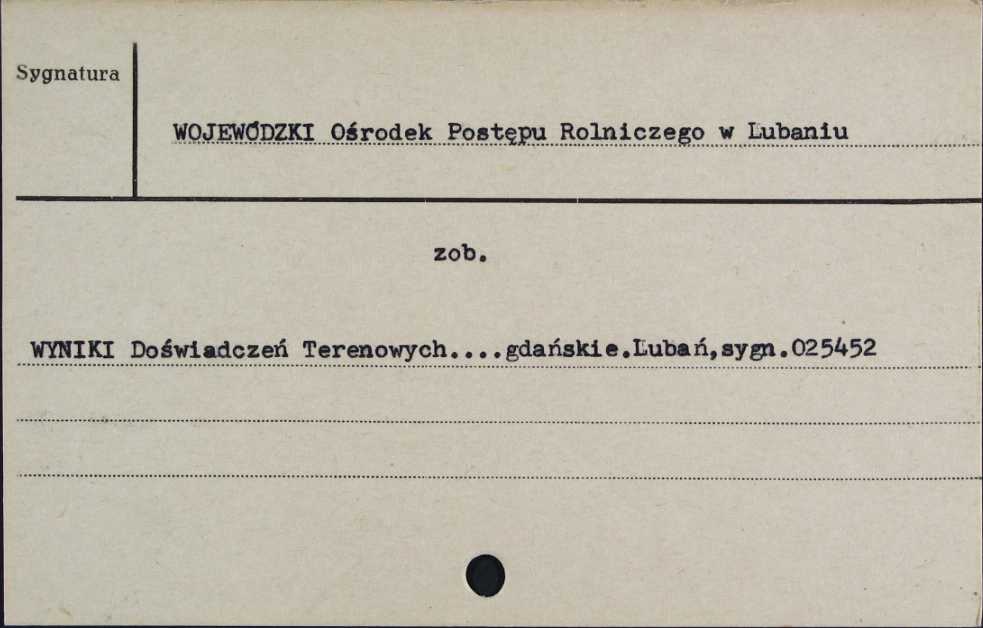 Sygnatura
WOJEWÓDZKI Ośrodek Postępu Rolniczego w Lubaniu
zob.
WYNIKI Doświadczeń Terenowych....gdańskie.Lubań,sygn.025452